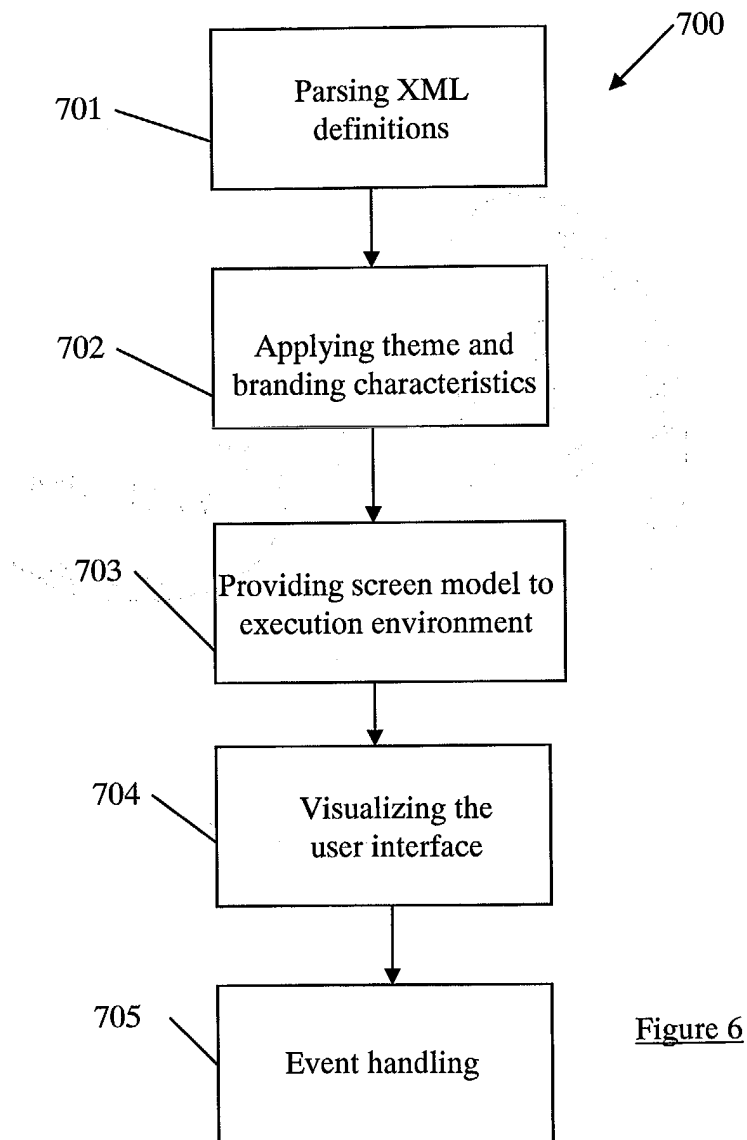 700
701
Parsing XML
definitions
702
Applying theme and
branding characteristics
703
Providing screen model to
execution environment
704
Visualizing the
user interface
705
Event handling
Figure 6